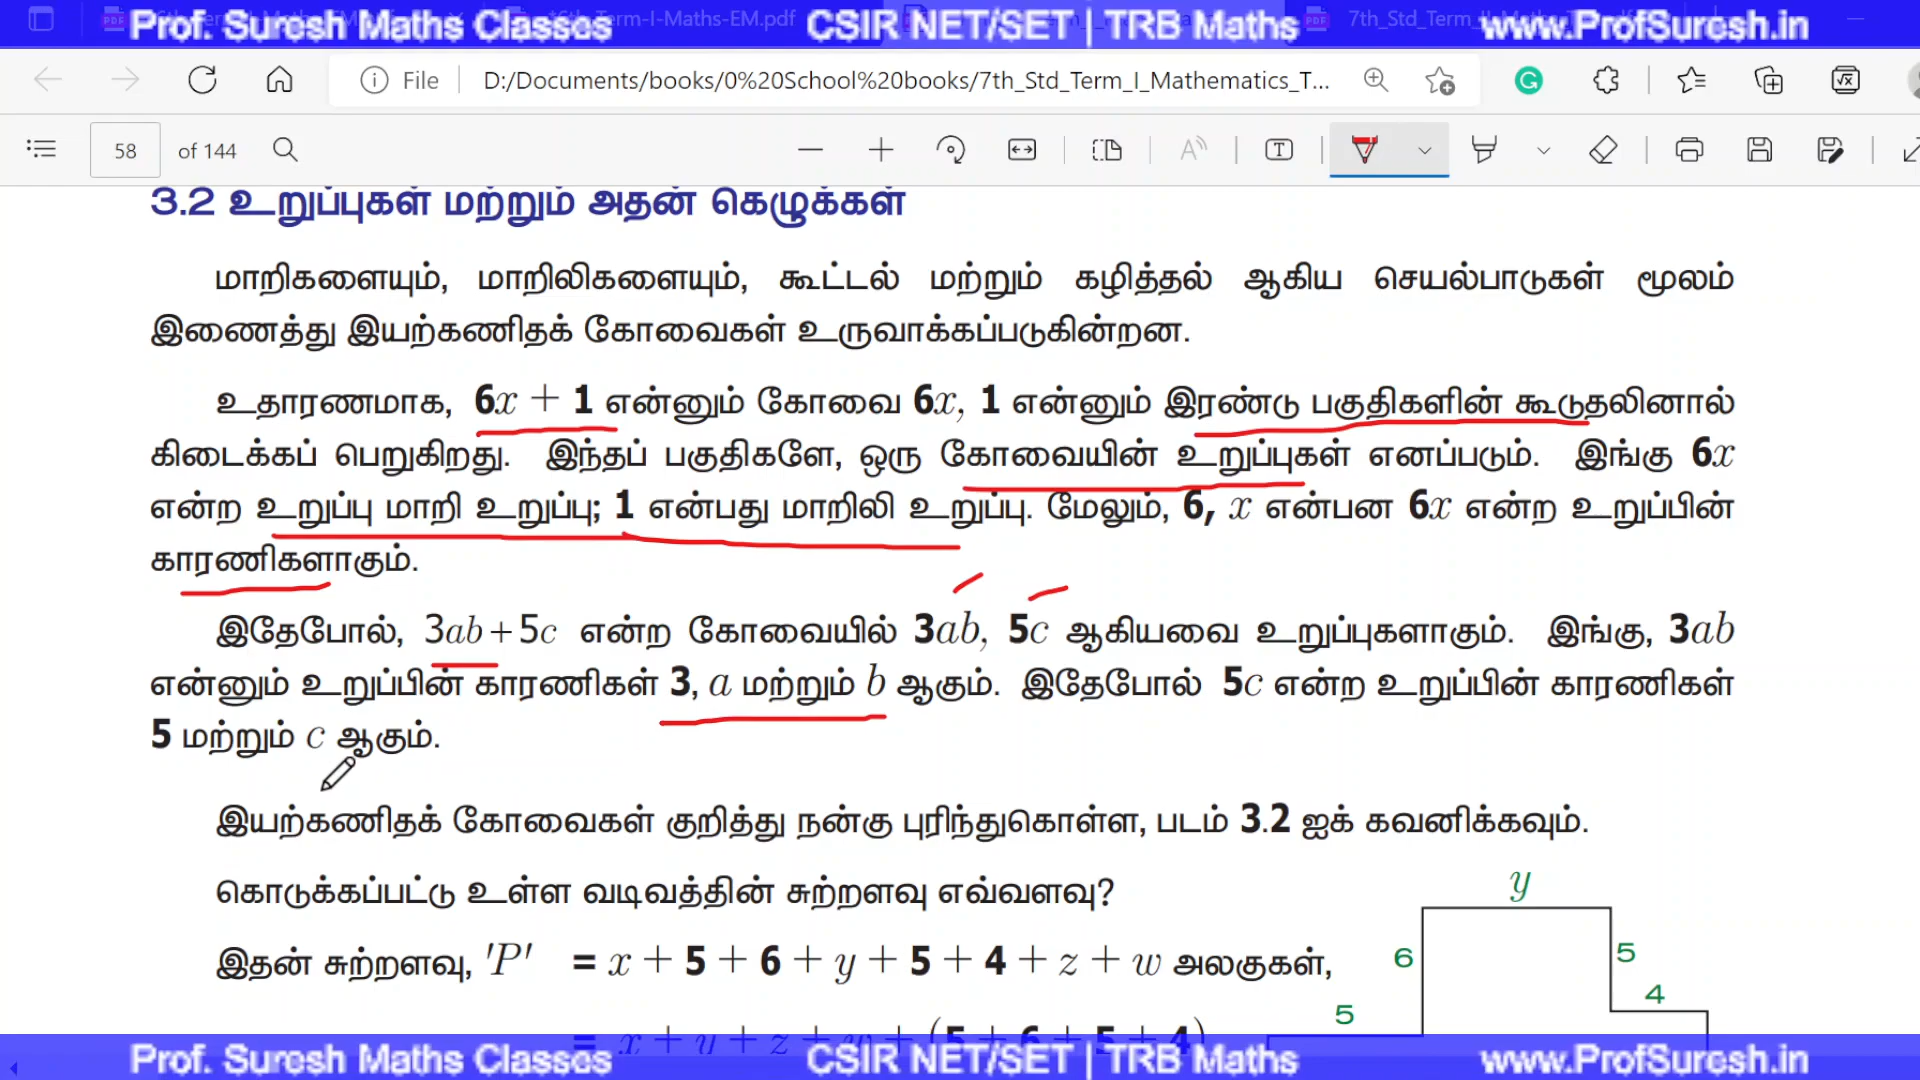 Prof. Suresh Maths Classes CSIR NET/SET | TRB Maths www.ProfSuresh.in
File D:/Documents/books/0%20School%20books/7th_Std_Term_I_Mathematics_T...
58 of 144
3.2 உறுப்புகள் மற்றும் அதன் கெழுக்கள்
மாறிகளையும், மாறிலிகளையும், கூட்டல் மற்றும் கழித்தல் ஆகிய செயல்பாடுகள் மூலம்
இணைத்து இயற்கணிதக் கோவைகள் உருவாக்கப்படுகின்றன.
உதாரணமாக, 6x + 1 என்னும் கோவை 6x, 1 என்னும் இரண்டு பகுதிகளின் கூடுதலினால்
கிடைக்கப் பெறுகிறது. இந்தப் பகுதிகளே, ஒரு கோவையின் உறுப்புகள் எனப்படும். இங்கு 6x
என்ற உறுப்பு மாறி உறுப்பு; 1 என்பது மாறிலி உறுப்பு. மேலும், 6, x என்பன 6x என்ற உறுப்பின்
காரணிகளாகும்.
இதேபோல், 3ab+5c என்ற கோவையில் 3ab, 5c ஆகியவை உறுப்புகளாகும். இங்கு, 3ab
என்னும் உறுப்பின் காரணிகள் 3, a மற்றும் b ஆகும். இதேபோல் 5c என்ற உறுப்பின் காரணிகள்
5 மற்றும் c ஆகும்.
இயற்கணிதக் கோவைகள் குறித்து நன்கு புரிந்துகொள்ள, படம் 3.2 ஐக் கவனிக்கவும்.
கொடுக்கப்பட்டு உள்ள வடிவத்தின் சுற்றளவு எவ்வளவு?
y
இதன் சுற்றளவு, 'P' = x + 5 + 6 + y + 5 + 4 + z + w அலகுகள்,
6 5
4
5
= x + y + z + w + (5 + 6 + 5 + 4)
Prof. Suresh Maths Classes CSIR NET/SET | TRB Maths www.ProfSuresh.in